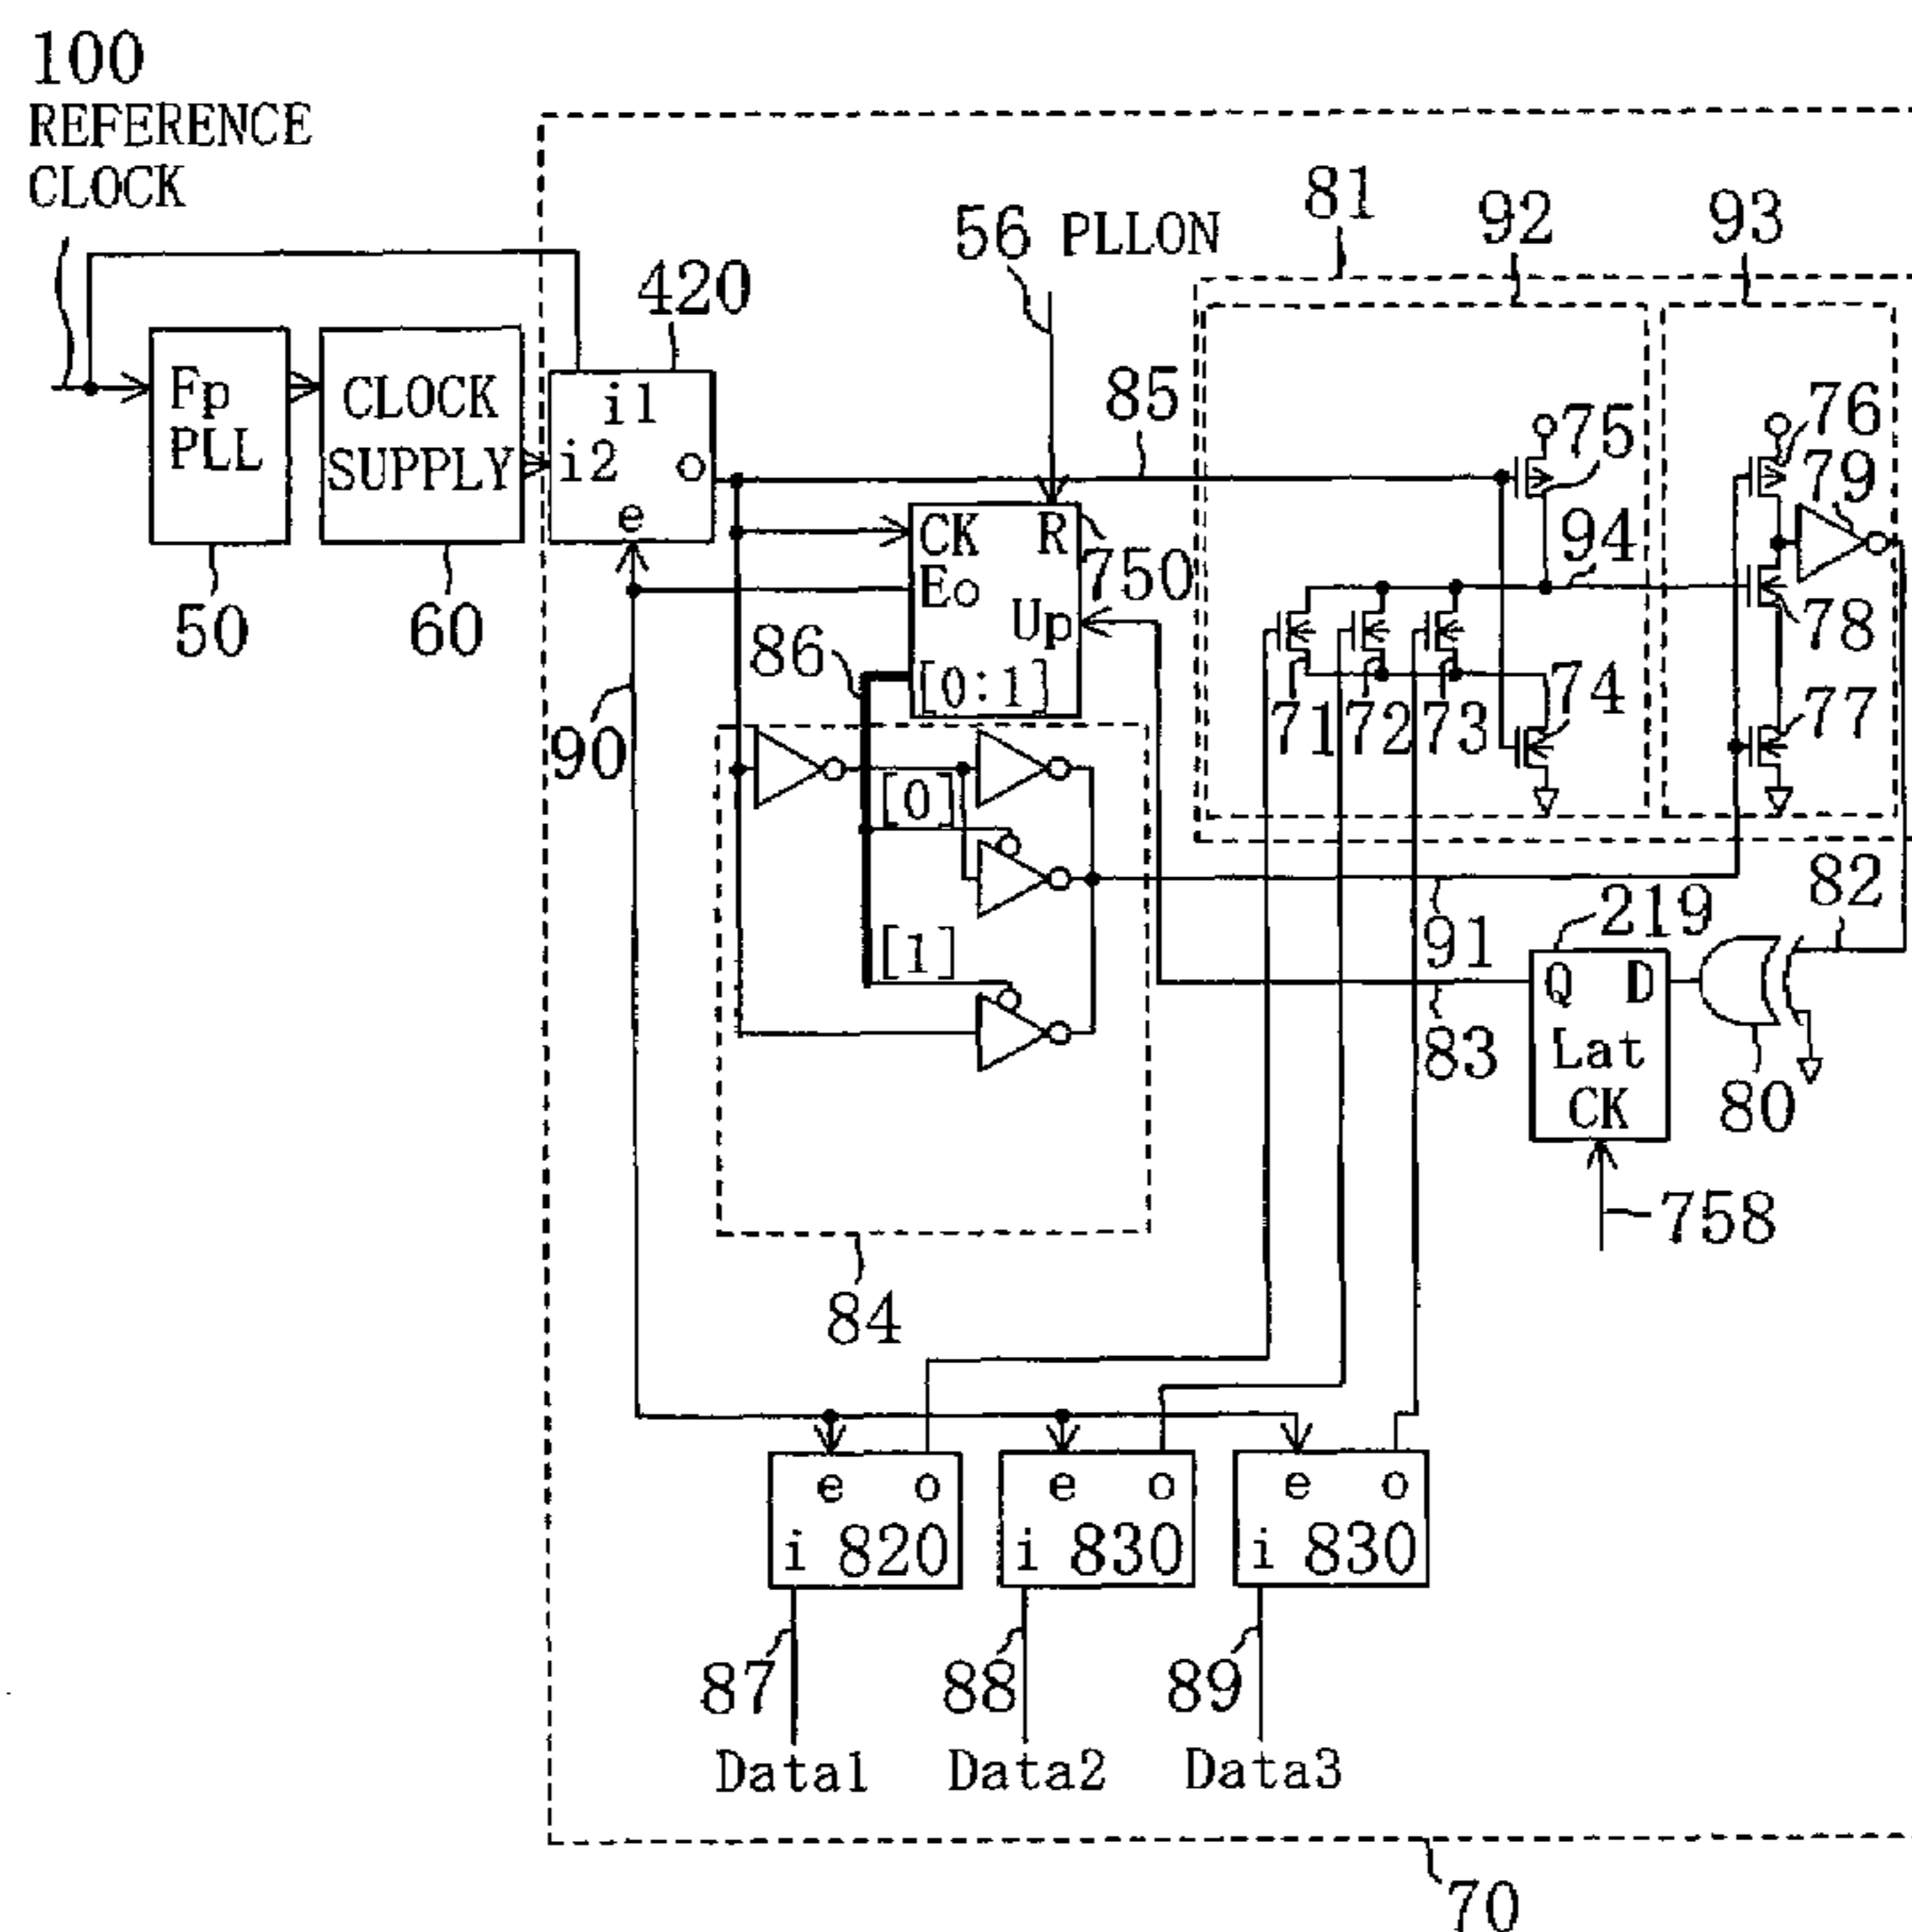 100
REFERENCE
CLOCK
Fp
PLL
50
CLOCK
SUPPLY
60
420
i1
i2
o
e
56 PLLON
85
CK
R
Eo
Up
[0:1]
750
86
90
[0]
[1]
84
81
92
93
75
76
79
94
78
71
72
73
74
77
82
91
219
Q
D
Lat
CK
83
80
758
e
o
i
820
e
o
i
830
e
o
i
830
87
88
89
Data1
Data2
Data3
70